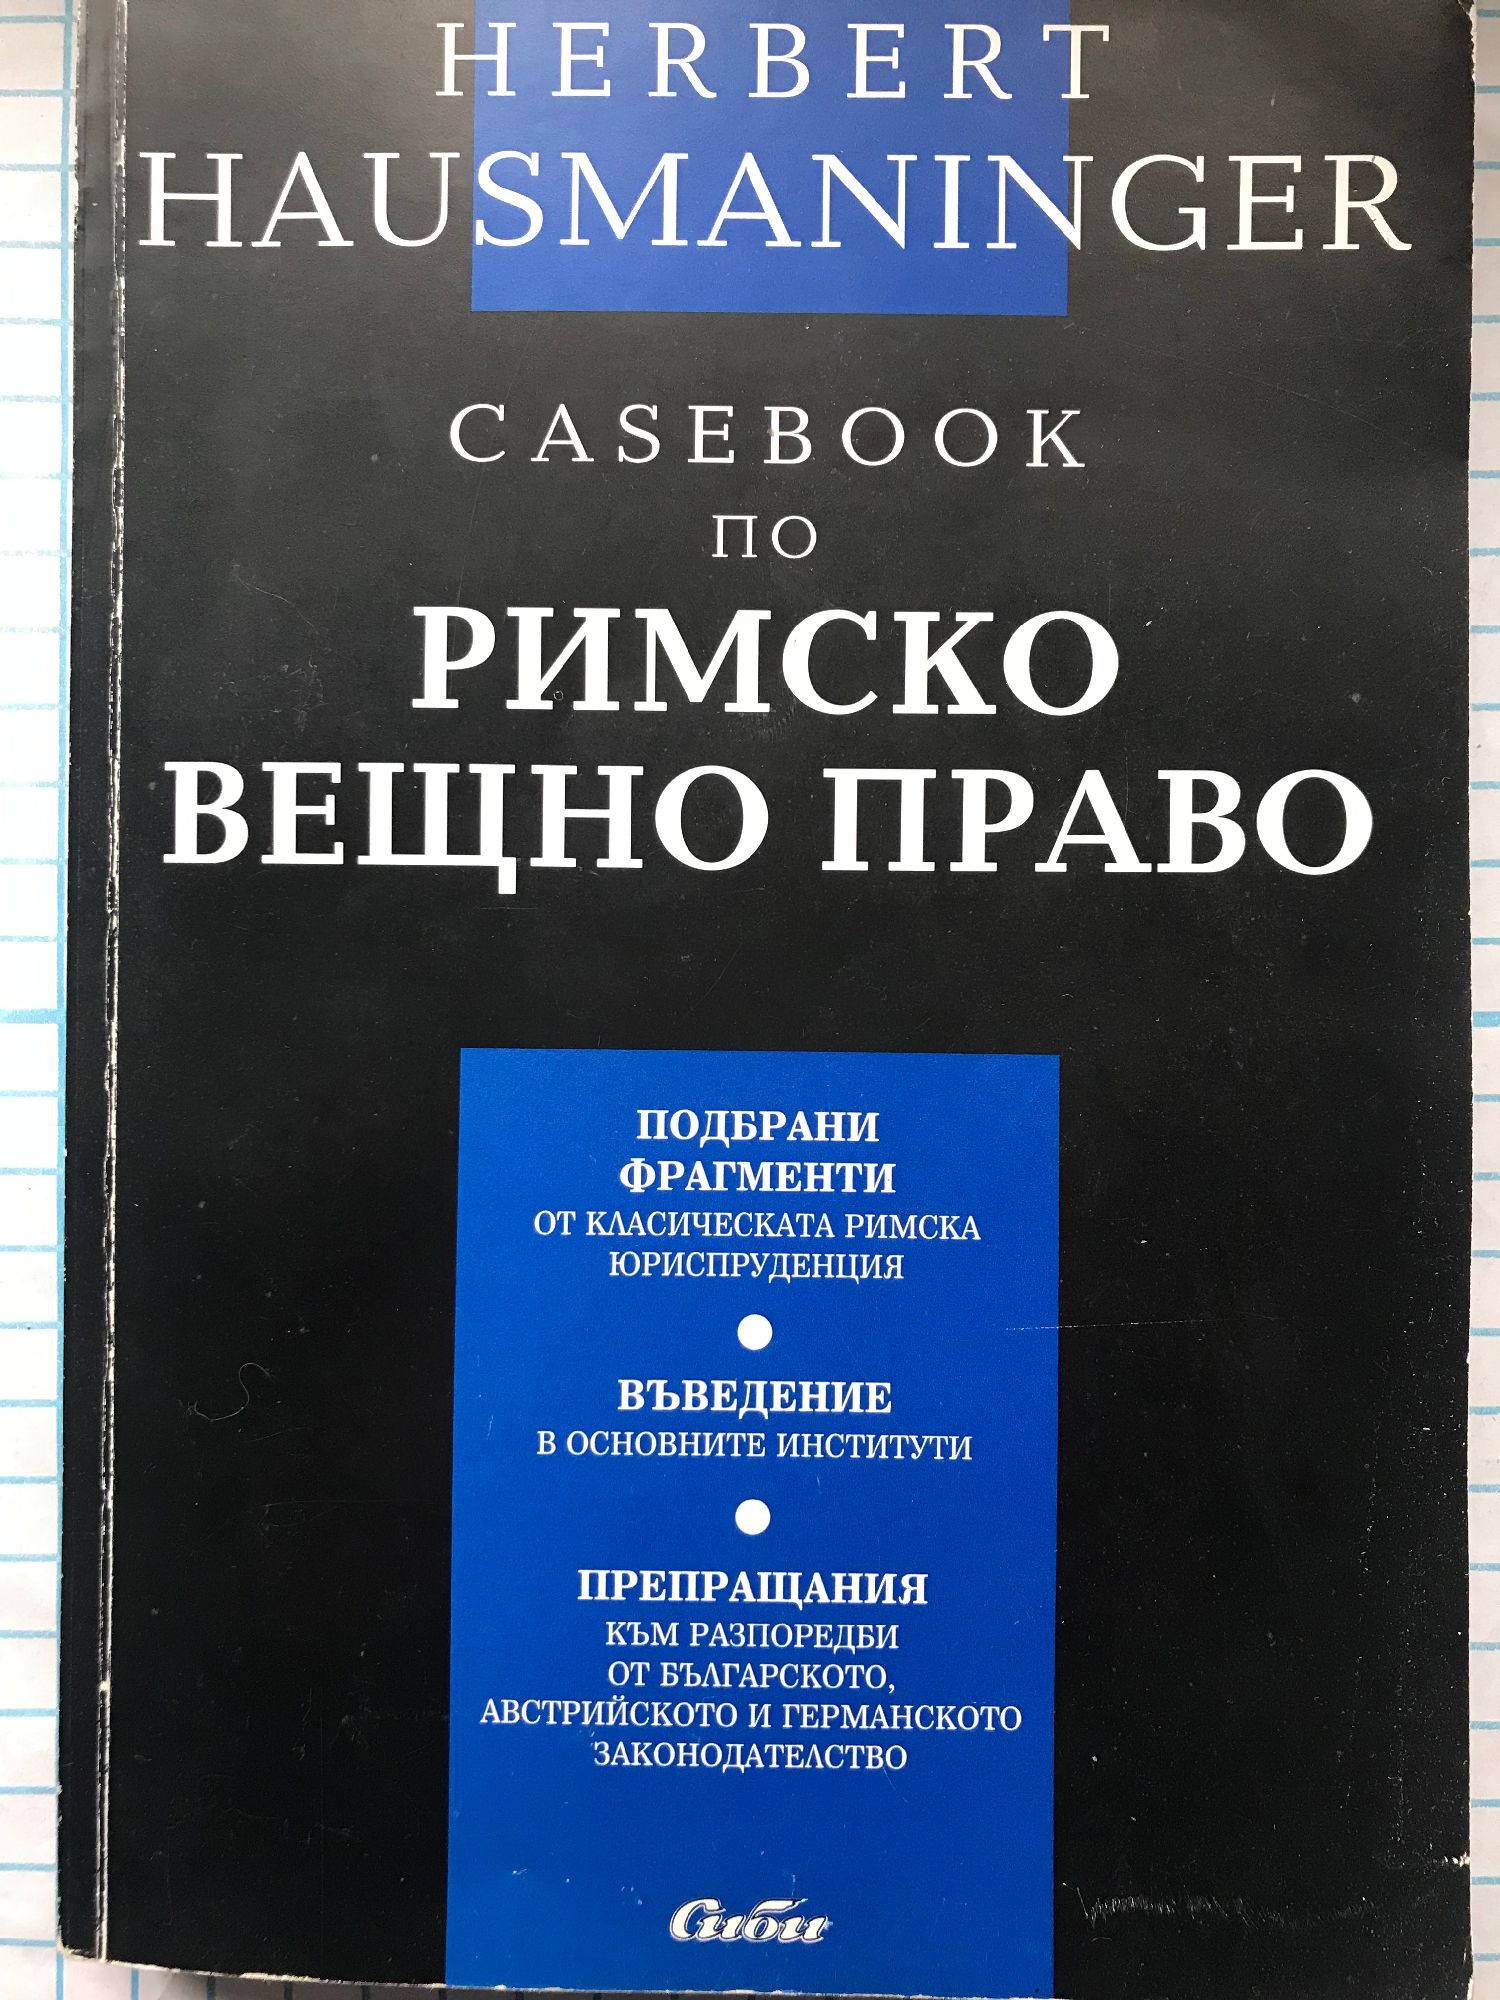 HERBERT
HAUSMANINGER
CASEBOOK
ПО
РИМСКО
ВЕЩНО ПРАВО
ПОДБРАНИ
ФРАГМЕНТИ
ОТ КЛАСИЧЕСКАТА РИМСКА
ЮРИСПРУДЕНЦИЯ
ВЪВЕДЕНИЕ
В ОСНОВНИТЕ ИНСТИТУТИ
ПРЕПРАЩАНИЯ
КЪМ РАЗПОРЕДБИ
ОТ БЪЛГАРСКОТО,
АВСТРИЙСКОТО И ГЕРМАНСКОТО
ЗАКОНОДАТЕЛСТВО
Сиби